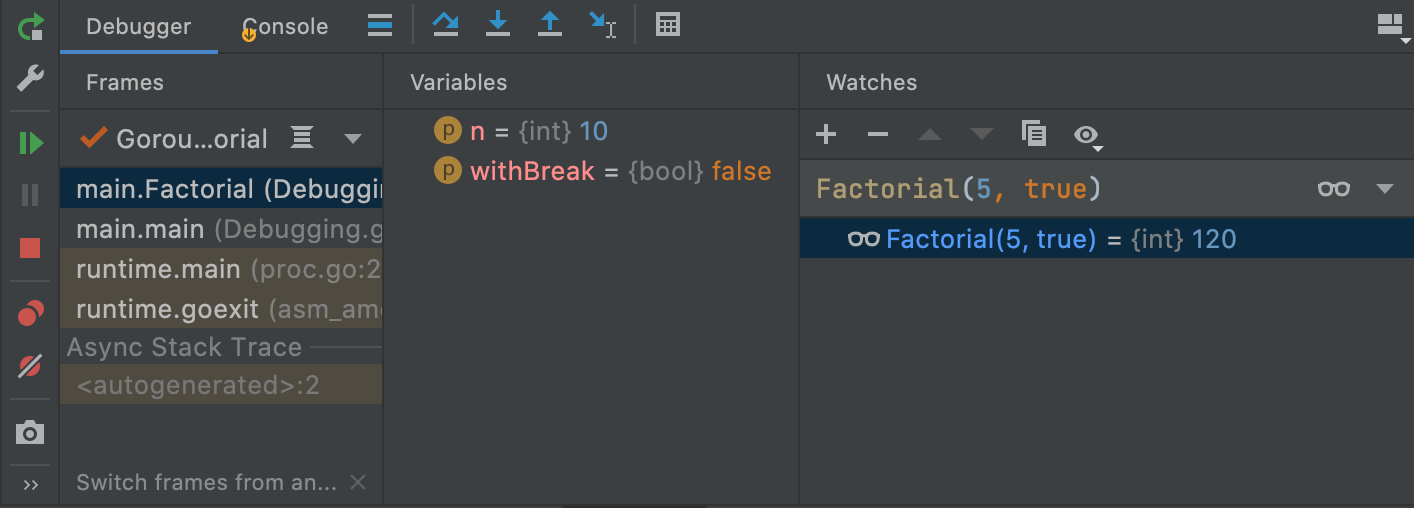 Debugger
Console
Frames
Variables
Watches
Gorou...orial
main.Factorial (Debuggin
main.main (Debugging.g
runtime.main (proc.go:2
runtime.goexit (asm_am
Async Stack Trace
<autogenerated>:2
Switch frames from an...
p n = {int} 10
p withBreak = {bool} false
Factorial(5, true)
Factorial(5, true) = {int} 120